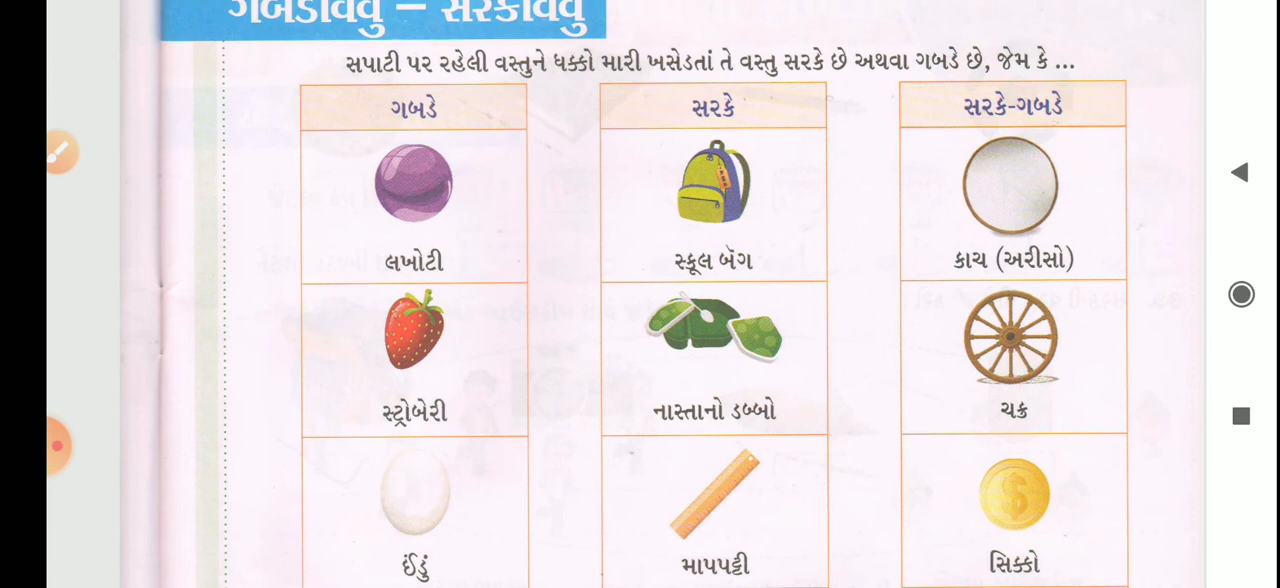 ગબડાવવું – સરકાવવું
સપાટી પર રહેલી વસ્તુને ધક્કો મારી ખસેડતાં તે વસ્તુ સરકે છે અથવા ગબડે છે, જેમ કે ...
ગબડે સરકે સરકે-ગબડે
લખોટી સ્કૂલ બૅગ કાચ (અરીસો)
સ્ટ્રોબેરી નાસ્તાનો ડબ્બો ચક્ર
ઈંડું માપપટ્ટી સિક્કો